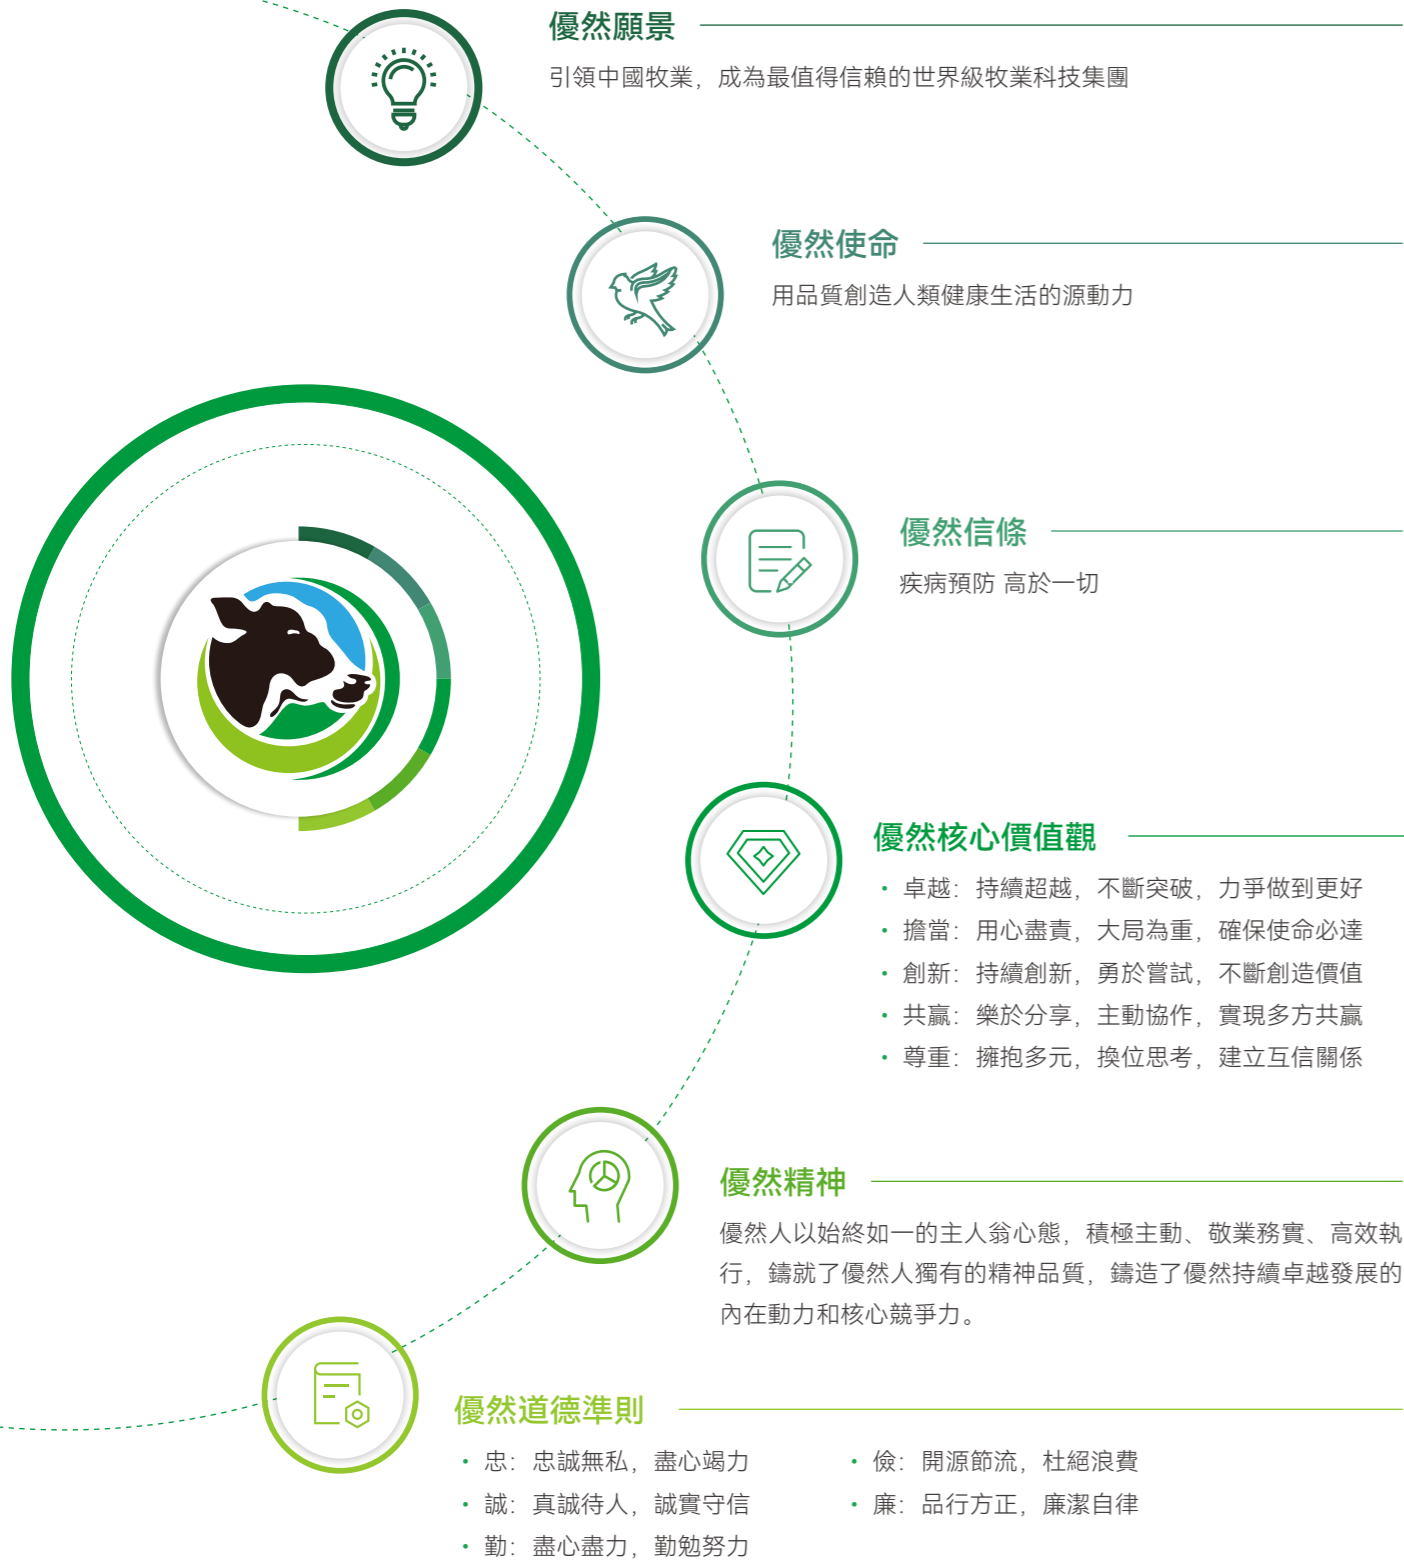 優然願景
引領中國牧業，成為最值得信賴的世界級牧業科技集團
優然使命
用品質創造人類健康生活的源動力
優然信條
疾病預防 高於一切
優然核心價值觀
• 卓越：持續超越，不斷突破，力爭做到更好
• 擔當：用心盡責，大局為重，確保使命必達
• 創新：持續創新，勇於嘗試，不斷創造價值
• 共贏：樂於分享，主動協作，實現多方共贏
• 尊重：擁抱多元，換位思考，建立互信關係
優然精神
優然人以始終如一的主人翁心態，積極主動、敬業務實、高效執
行，鑄就了優然人獨有的精神品質，鑄造了優然持續卓越發展的
內在動力和核心競爭力。
優然道德準則
• 忠：忠誠無私，盡心竭力
• 誠：真誠待人，誠實守信
• 勤：盡心盡力，勤勉努力
• 儉：開源節流，杜絕浪費
• 廉：品行方正，廉潔自律